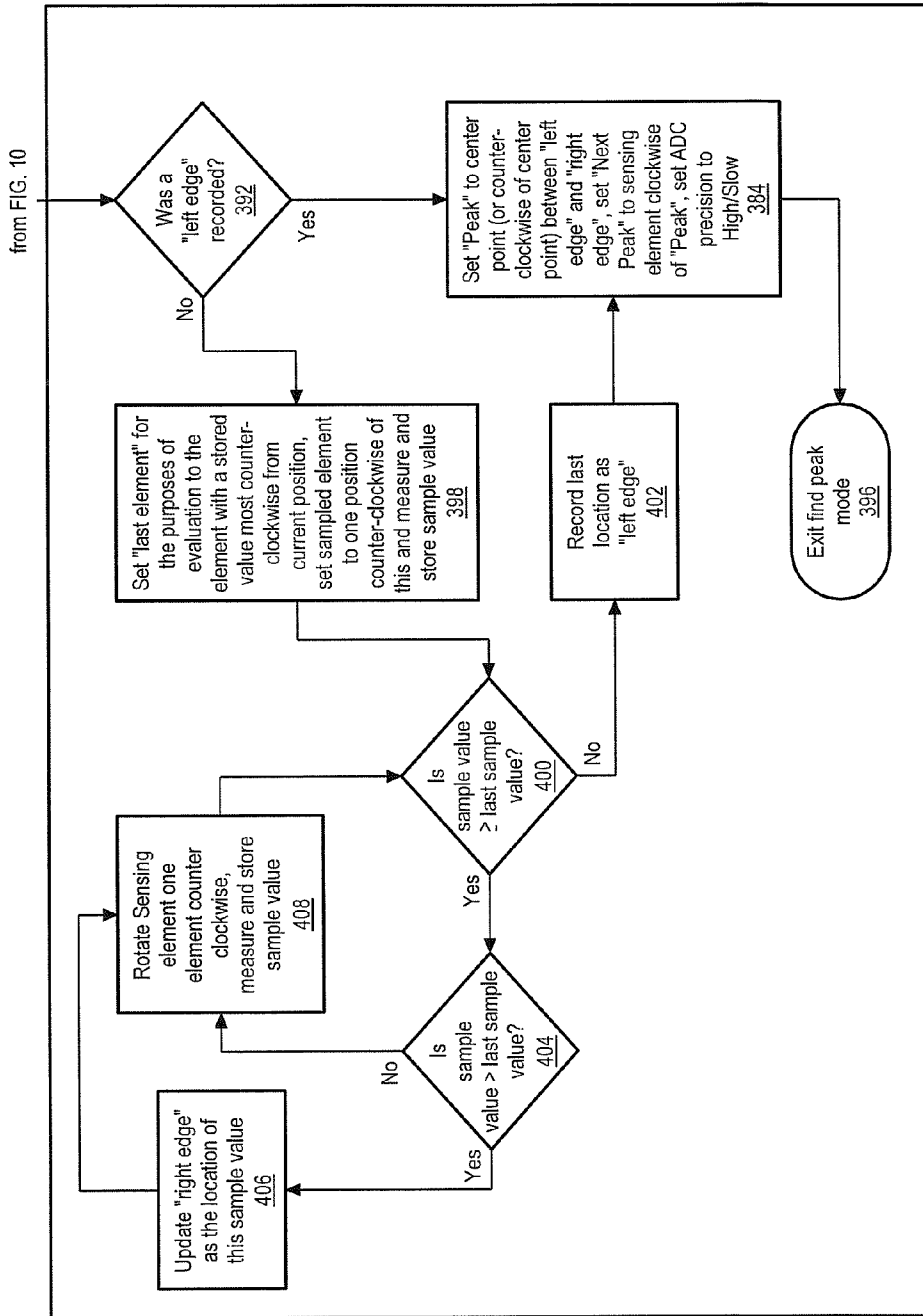 from FIG. 10
Was a
"left edge"
recorded?
392
No
Yes
Set "last element" for
the purposes of
evaluation to the
element with a stored
value most counter-
clockwise from
current position,
set sampled element
to one position
counter-clockwise of
this and measure and
store sample value
398
Set "Peak" to center
point (or counter-
clockwise of center
point) between "left
edge" and "right
edge", set "Next
Peak" to sensing
element clockwise
of "Peak", set ADC
precision to
High/Slow
384
Rotate Sensing
element one
element counter
clockwise,
measure and store
sample value
408
Is
sample value
≥ last sample
value?
400
No
Yes
Record last
location as
"left edge"
402
Exit find peak
mode
396
Is
sample
value > last sample
value?
404
No
Yes
Update "right edge"
as the location of
this sample value
406